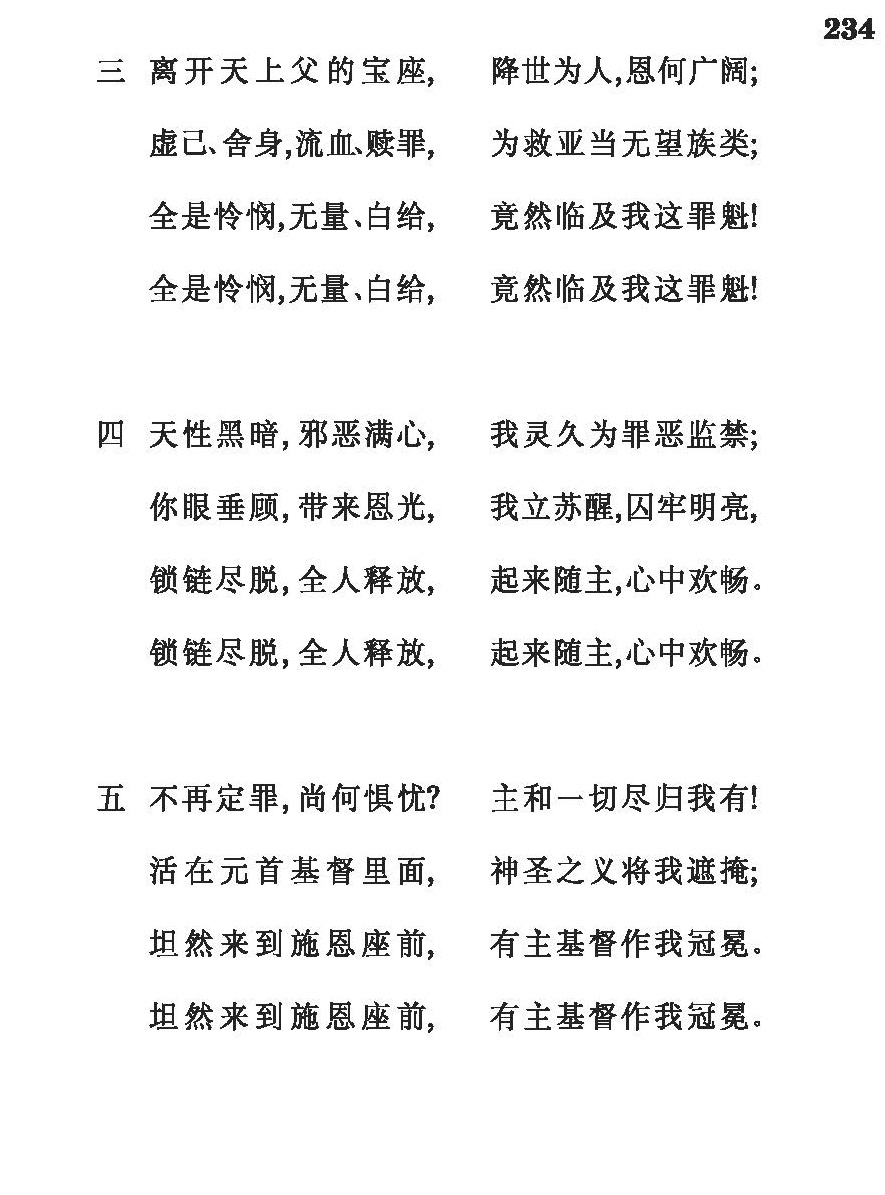 234
三 离开天上父的宝座, 降世为人,恩何广阔;
虚己、舍身,流血、赎罪, 为救亚当无望族类;
全是怜悯,无量、白给, 竟然临及我这罪魁!
全是怜悯,无量、白给, 竟然临及我这罪魁!
四 天性黑暗,邪恶满心, 我灵久为罪恶监禁;
你眼垂顾,带来恩光, 我立苏醒,囚牢明亮,
锁链尽脱,全人释放, 起来随主,心中欢畅。
锁链尽脱,全人释放, 起来随主,心中欢畅。
五 不再定罪,尚何惧忧? 主和一切尽归我有!
活在元首基督里面, 神圣之义将我遮掩;
坦然来到施恩座前, 有主基督作我冠冕。
坦然来到施恩座前, 有主基督作我冠冕。